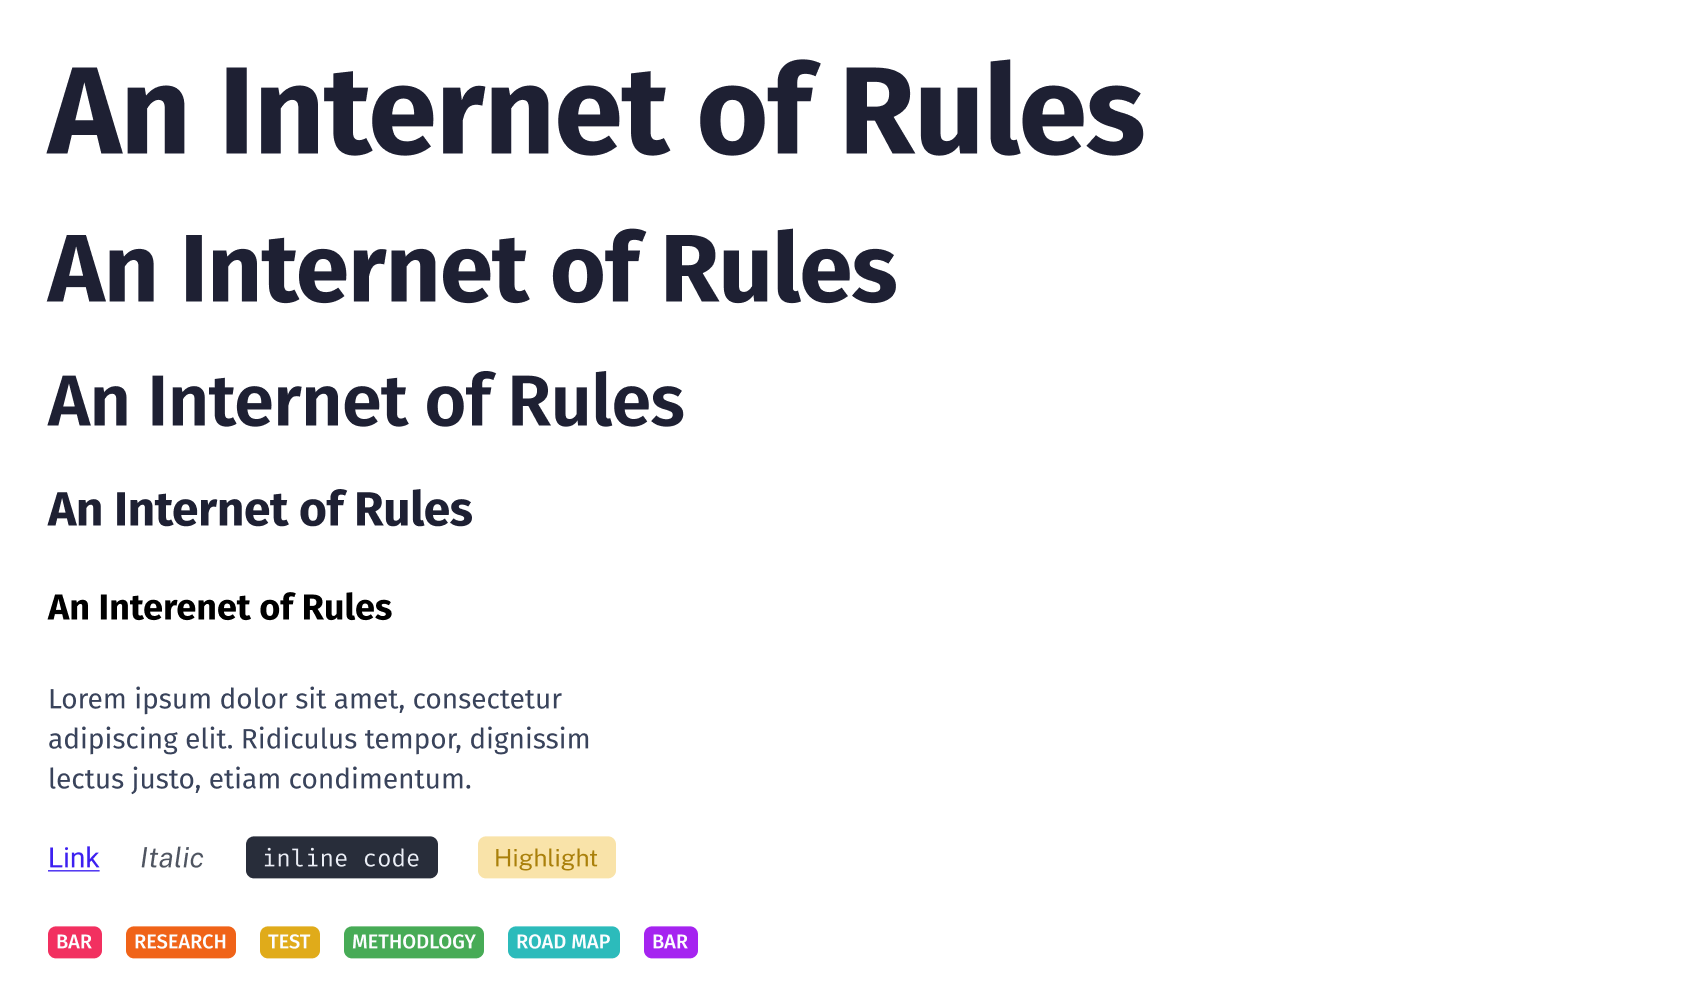 An Internet of Rules
An Internet of Rules
An Internet of Rules
An Internet of Rules
An Interenet of Rules
Lorem ipsum dolor sit amet, consectetur
adipiscing elit. Ridiculus tempor, dignissim
lectus justo, etiam condimentum.
Link Italic inline code Highlight
BAR RESEARCH TEST METHODLOGY ROAD MAP BAR